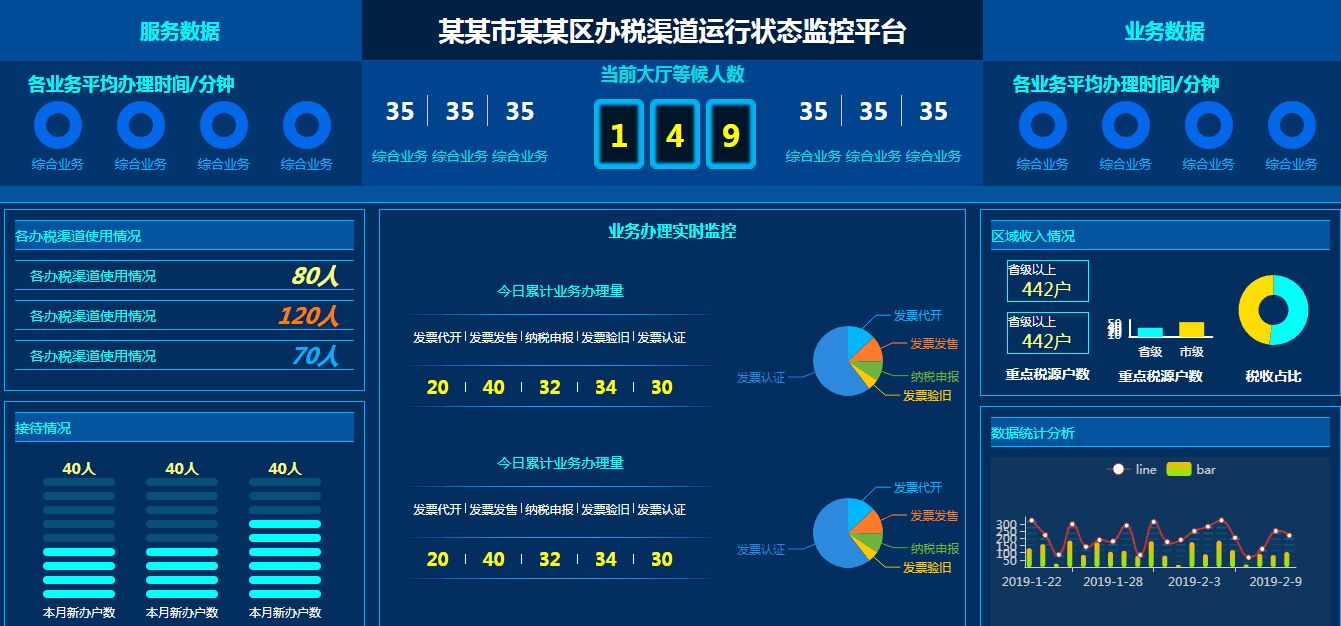 服务数据
某某市某某区办税渠道运行状态监控平台
业务数据
各业务平均办理时间/分钟
综合业务 综合业务 综合业务 综合业务
当前大厅等候人数
35 35 35
综合业务 综合业务 综合业务
1 4 9
35 35 35
综合业务 综合业务 综合业务
各业务平均办理时间/分钟
综合业务 综合业务 综合业务 综合业务
各办税渠道使用情况
各办税渠道使用情况 80人
各办税渠道使用情况 120人
各办税渠道使用情况 70人
接待情况
40人 40人 40人
本月新办户数 本月新办户数 本月新办户数
业务办理实时监控
今日累计业务办理量
发票代开 发票发售 纳税申报 发票验旧 发票认证
20 40 32 34 30
发票代开
发票发售
发票认证
纳税申报
发票验旧
今日累计业务办理量
发票代开 发票发售 纳税申报 发票验旧 发票认证
20 40 32 34 30
发票代开
发票发售
发票认证
纳税申报
发票验旧
区域收入情况
省级以上
442户
省级以上
442户
重点税源户数
50
10
省级 市级
重点税源户数
税收占比
数据统计分析
line bar
300
200
150
100
50
2019-1-22 2019-1-28 2019-2-3 2019-2-9